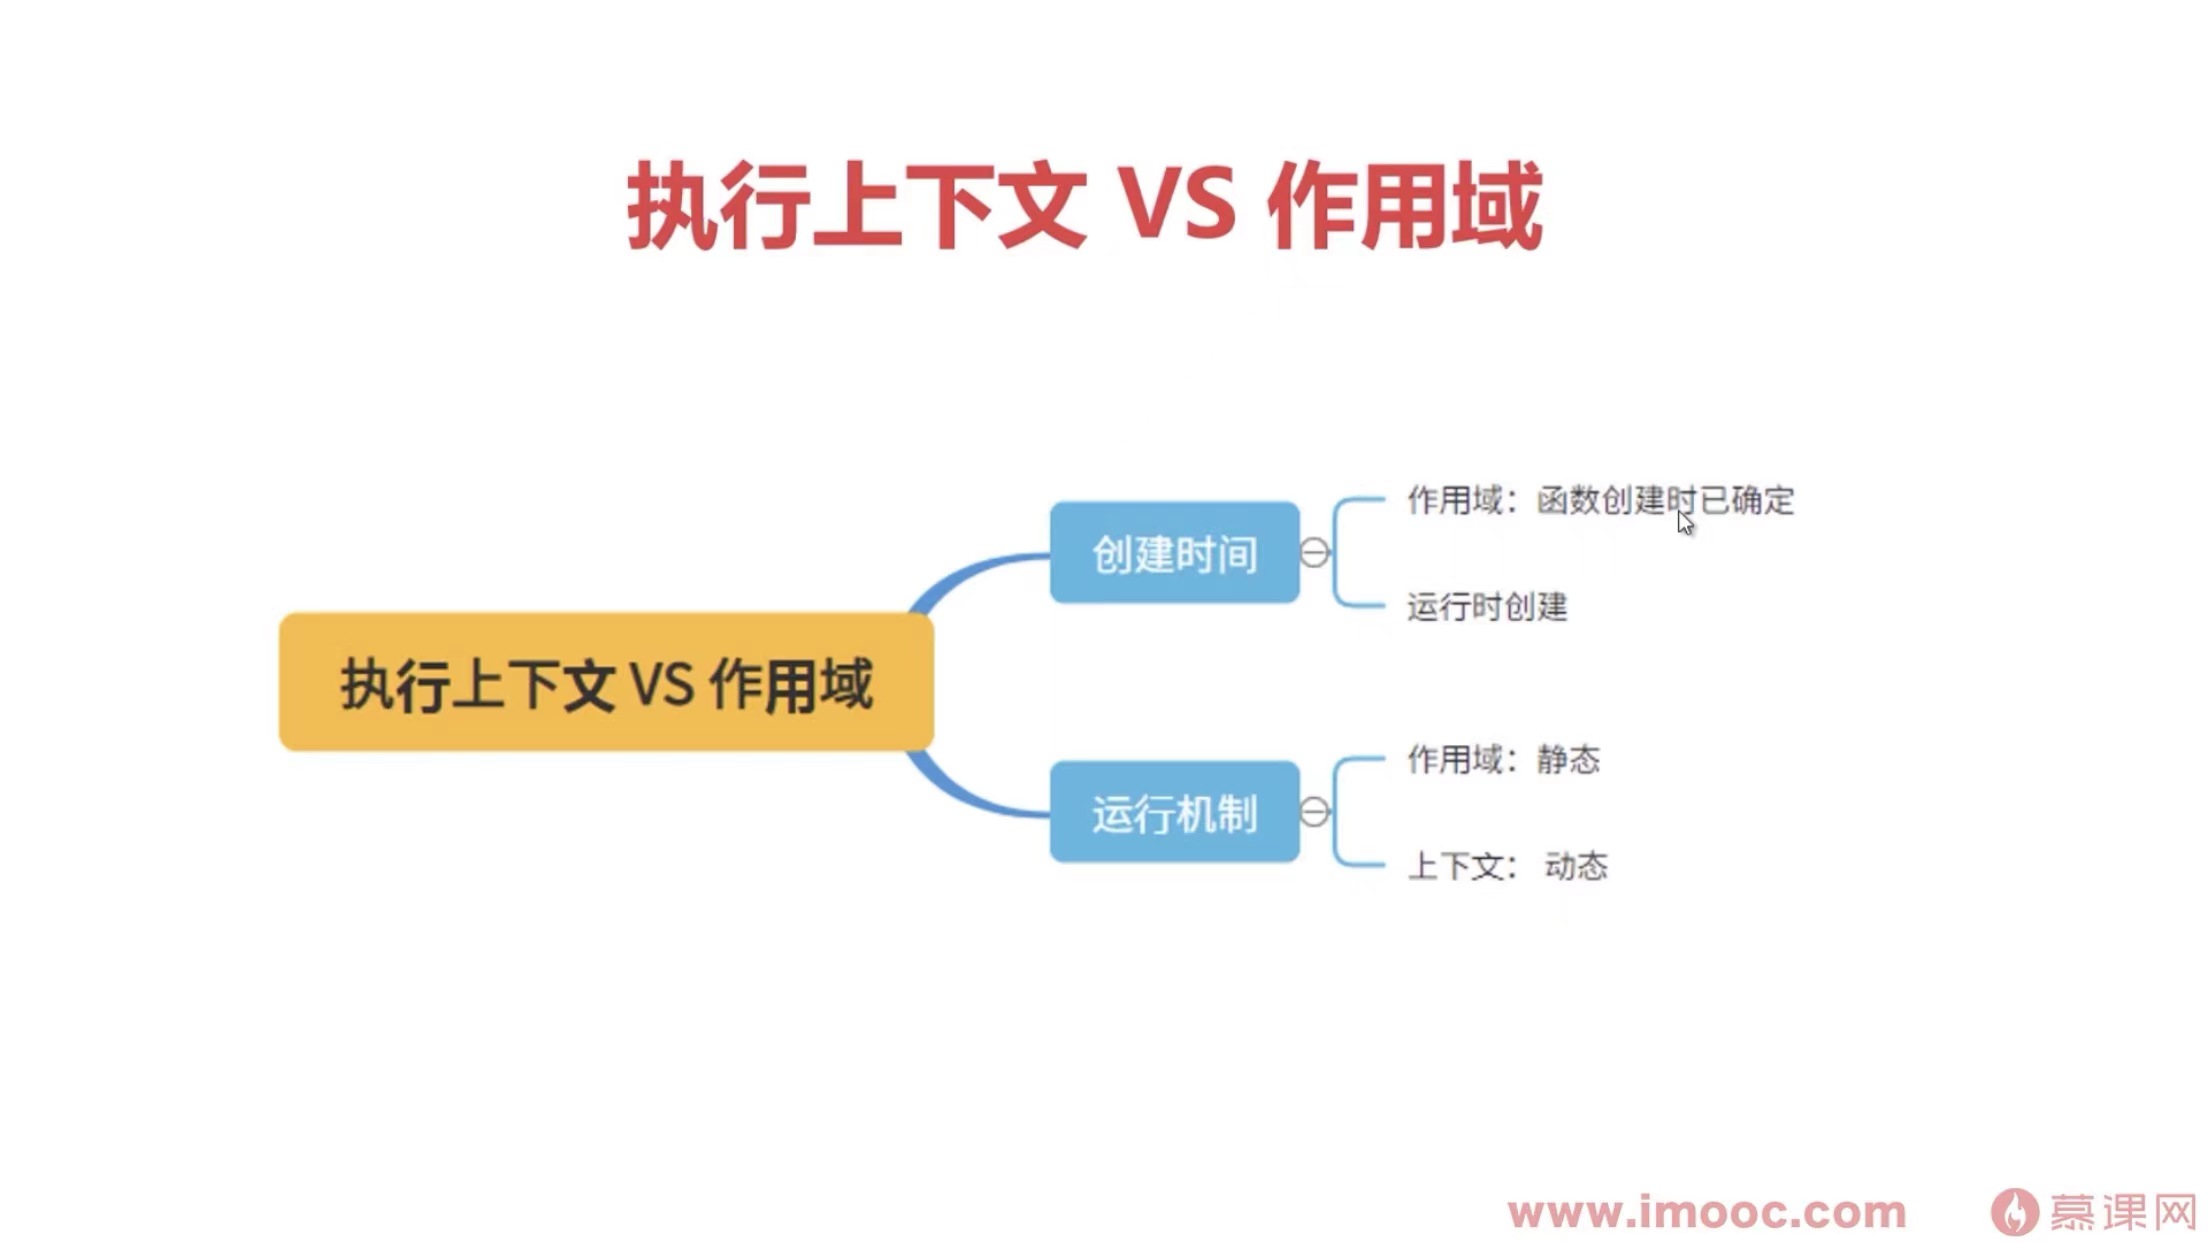 执行上下文 VS 作用域
执行上下文 VS 作用域
创建时间
作用域：函数创建时已确定
运行时创建
运行机制
作用域：静态
上下文： 动态
www.imooc.com 慕课网